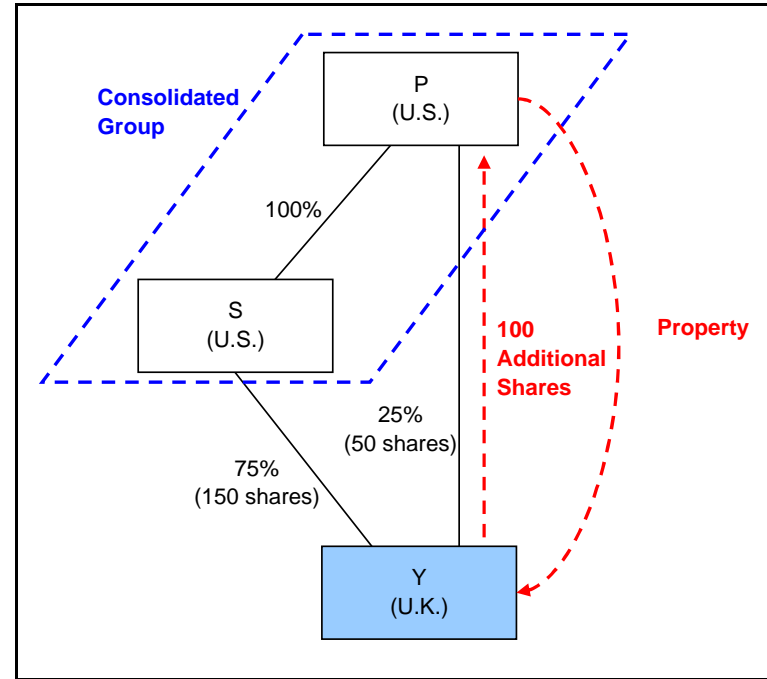 P
(U.S.)
Consolidated
Group
100%
S
(U.S.)
100
Additional
Shares
Property
25%
(50 shares)
75%
(150 shares)
Y
(U.K.)